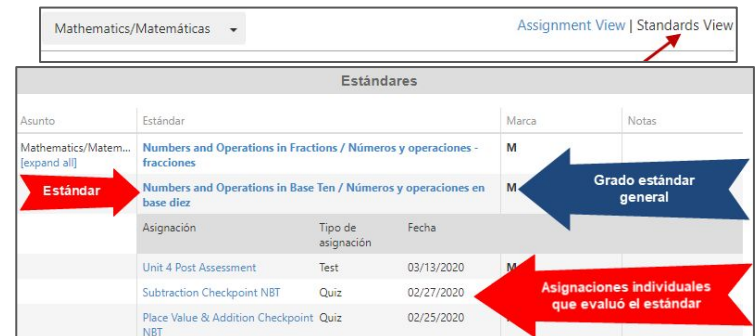 Mathematics/Matemáticas
Assignment View | Standards View
Estándares
Asunto Estándar Marca Notas
Mathematics/Matem... Numbers and Operations in Fractions / Números y operaciones - M
[expand all] fracciones
Estándar Numbers and Operations in Base Ten / Números y operaciones en M Grado estándar
base diez general
Asignación Tipo de Fecha
asignación
Unit 4 Post Assessment Test 03/13/2020 M
Subtraction Checkpoint NBT Quiz 02/27/2020 Asignaciones individuales
Place Value & Addition Checkpoint Quiz 02/25/2020 que evaluó el estándar
NBT